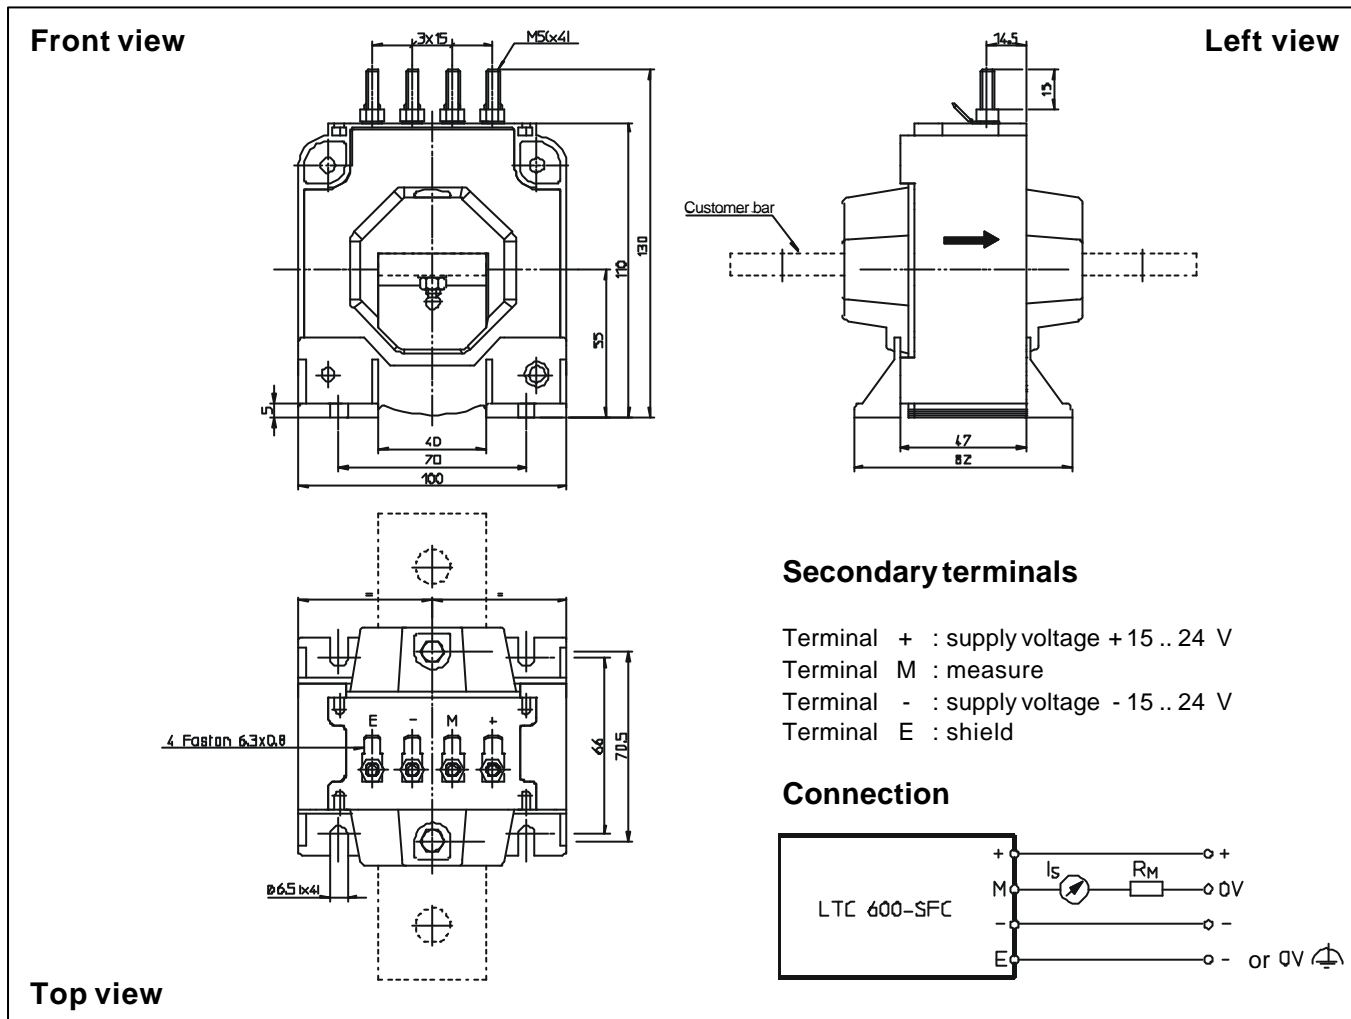 Front view
3x15
M5(x4)
14.5
Left view
15
Customer bar
130
110
55
5
40
70
100
47
82
=
=
Secondary terminals
Terminal + : supply voltage + 15 .. 24 V
Terminal M : measure
Terminal - : supply voltage - 15 .. 24 V
Terminal E : shield
E - M +
4 Faston 6.3x0.8
66
70.5
Connection
+ +
IS RM
M 0V
LTC 600-SFC
- -
E - or 0V
ø6.5 (x4)
Top view